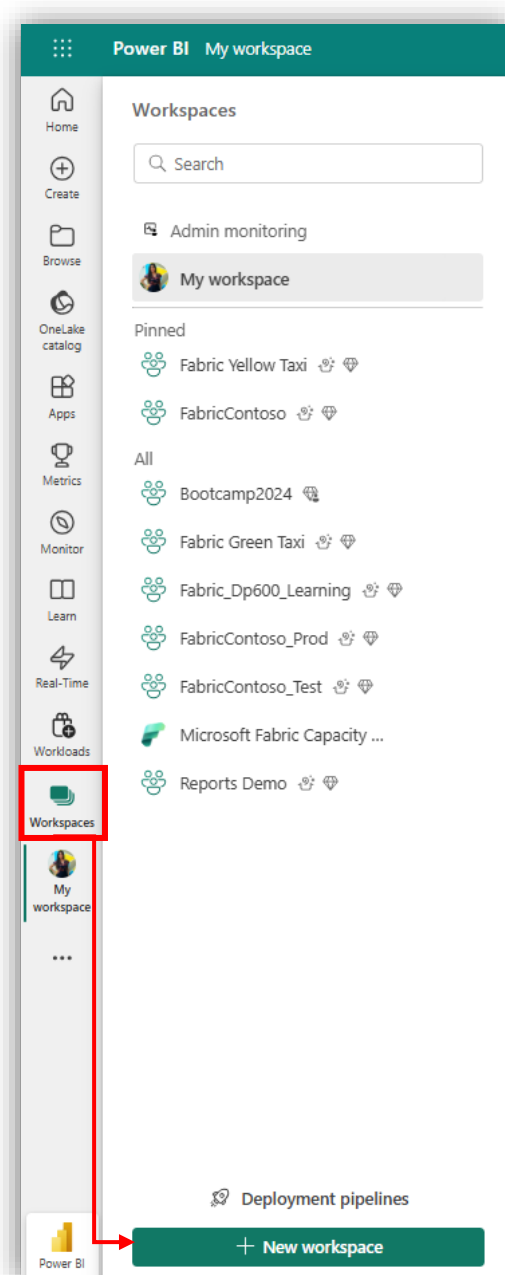 Power BI My workspace
Home
Create
Browse
OneLake
catalog
Apps
Metrics
Monitor
Learn
Real-Time
Workloads
Workspaces
My
workspace
Power BI
Workspaces
Search
Admin monitoring
My workspace
Pinned
Fabric Yellow Taxi
FabricContoso
All
Bootcamp2024
Fabric Green Taxi
Fabric_Dp600_Learning
FabricContoso_Prod
FabricContoso_Test
Microsoft Fabric Capacity ...
Reports Demo
Deployment pipelines
New workspace